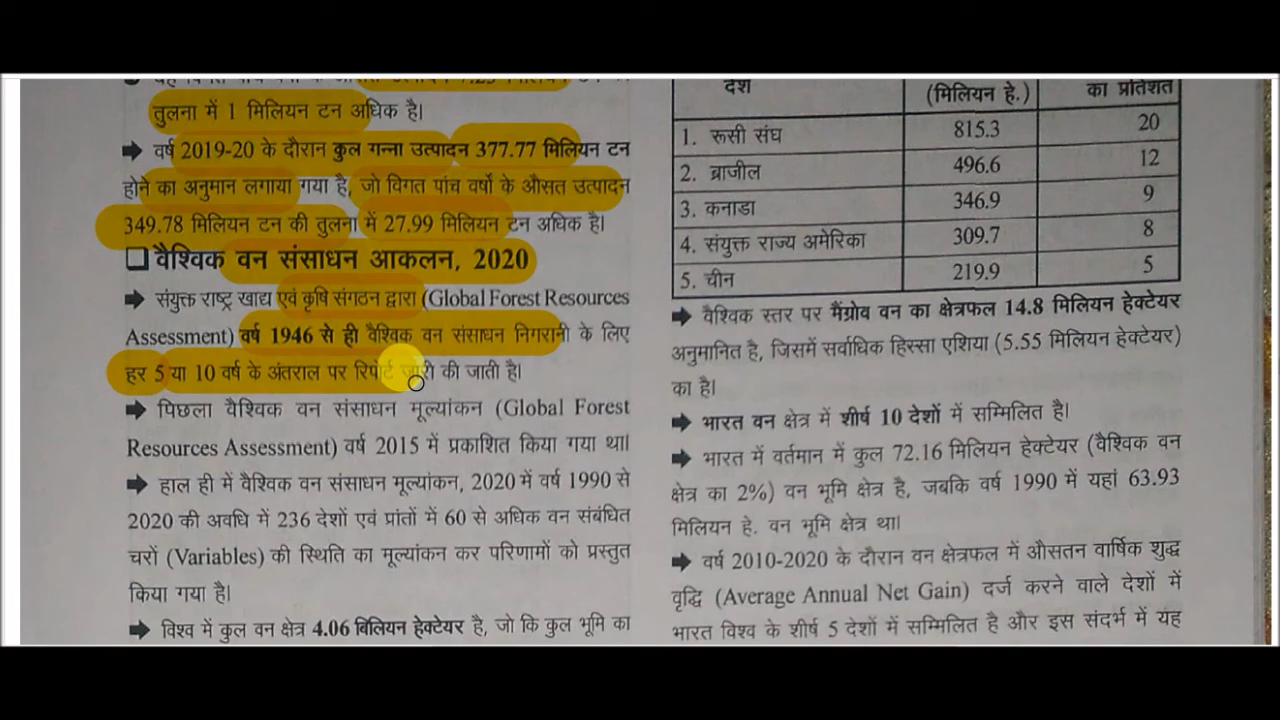 तुलना में 1 मिलियन टन अधिक है।
➡ वर्ष 2019-20 के दौरान कुल गन्ना उत्पादन 377.77 मिलियन टन
होने का अनुमान लगाया गया है, जो विगत पांच वर्षों के औसत उत्पादन
349.78 मिलियन टन की तुलना में 27.99 मिलियन टन अधिक है।
❑ वैश्विक वन संसाधन आकलन, 2020
➡ संयुक्त राष्ट्र खाद्य एवं कृषि संगठन द्वारा (Global Forest Resources
Assessment) वर्ष 1946 से ही वैश्विक वन संसाधन निगरानी के लिए
हर 5 या 10 वर्ष के अंतराल पर रिपोर्ट जारी की जाती है।
➡ पिछला वैश्विक वन संसाधन मूल्यांकन (Global Forest
Resources Assessment) वर्ष 2015 में प्रकाशित किया गया था।
➡ हाल ही में वैश्विक वन संसाधन मूल्यांकन, 2020 में वर्ष 1990 से
2020 की अवधि में 236 देशों एवं प्रांतों में 60 से अधिक वन संबंधित
चरों (Variables) की स्थिति का मूल्यांकन कर परिणामों को प्रस्तुत
किया गया है।
➡ विश्व में कुल वन क्षेत्र 4.06 बिलियन हेक्टेयर है, जो कि कुल भूमि का
देश (मिलियन हे.) का प्रतिशत
1. रूसी संघ 815.3 20
2. ब्राजील 496.6 12
3. कनाडा 346.9 9
4. संयुक्त राज्य अमेरिका 309.7 8
5. चीन 219.9 5
➡ वैश्विक स्तर पर मैंग्रोव वन का क्षेत्रफल 14.8 मिलियन हेक्टेयर
अनुमानित है, जिसमें सर्वाधिक हिस्सा एशिया (5.55 मिलियन हेक्टेयर)
का है।
➡ भारत वन क्षेत्र में शीर्ष 10 देशों में सम्मिलित है।
➡ भारत में वर्तमान में कुल 72.16 मिलियन हेक्टेयर (वैश्विक वन
क्षेत्र का 2%) वन भूमि क्षेत्र है, जबकि वर्ष 1990 में यहां 63.93
मिलियन हे. वन भूमि क्षेत्र था।
➡ वर्ष 2010-2020 के दौरान वन क्षेत्रफल में औसतन वार्षिक शुद्ध
वृद्धि (Average Annual Net Gain) दर्ज करने वाले देशों में
भारत विश्व के शीर्ष 5 देशों में सम्मिलित है और इस संदर्भ में यह